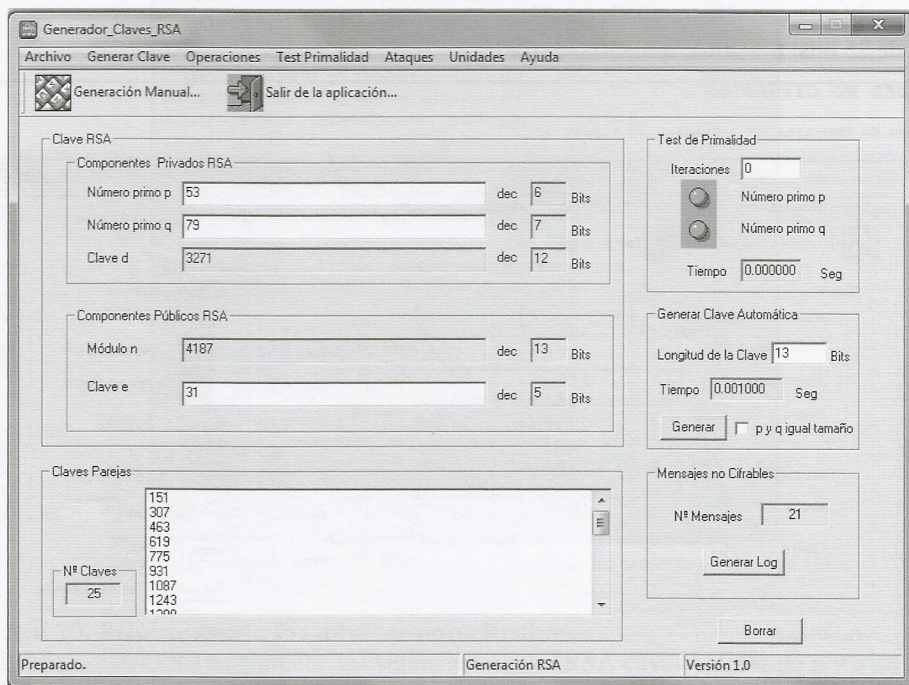 Generador_Claves_RSA
Archivo Generar Clave Operaciones Test Primalidad Ataques Unidades Ayuda
Generación Manual... Salir de la aplicación...
Clave RSA
Componentes Privados RSA
Número primo p 53 dec 6 Bits
Número primo q 79 dec 7 Bits
Clave d 3271 dec 12 Bits
Componentes Públicos RSA
Módulo n 4187 dec 13 Bits
Clave e 31 dec 5 Bits
Test de Primalidad
Iteraciones 0
Número primo p
Número primo q
Tiempo 0.000000 Seg
Generar Clave Automática
Longitud de la Clave 13 Bits
Tiempo 0.001000 Seg
Generar p y q igual tamaño
Claves Parejas
Nº Claves
25
151
307
463
619
775
931
1087
1243
Mensajes no Cifrables
Nº Mensajes 21
Generar Log
Borrar
Preparado. Generación RSA Versión 1.0